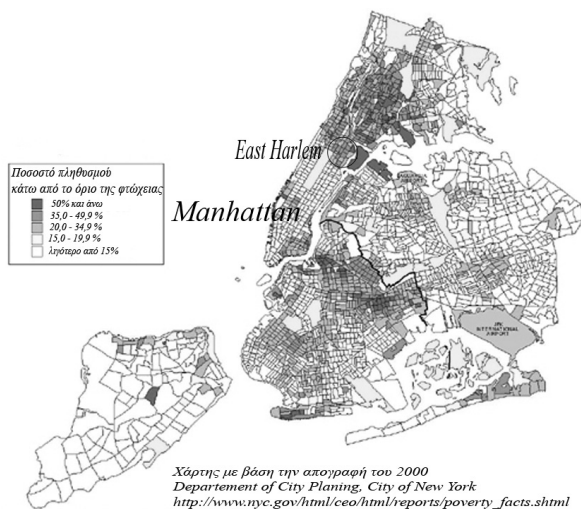 East Harlem
Ποσοστό πληθυσμού
κάτω από το όριο της φτώχειας
50% και άνω
35,0 - 49,9 %
20,0 - 34,9 %
15,0 - 19,9 %
λιγότερο από 15%
Manhattan
JFK
INTERNATIONAL
AIRPORT
Χάρτης με βάση την απογραφή του 2000
Departement of City Planing, City of New York
http://www.nyc.gov/html/ceo/html/reports/poverty_facts.shtml